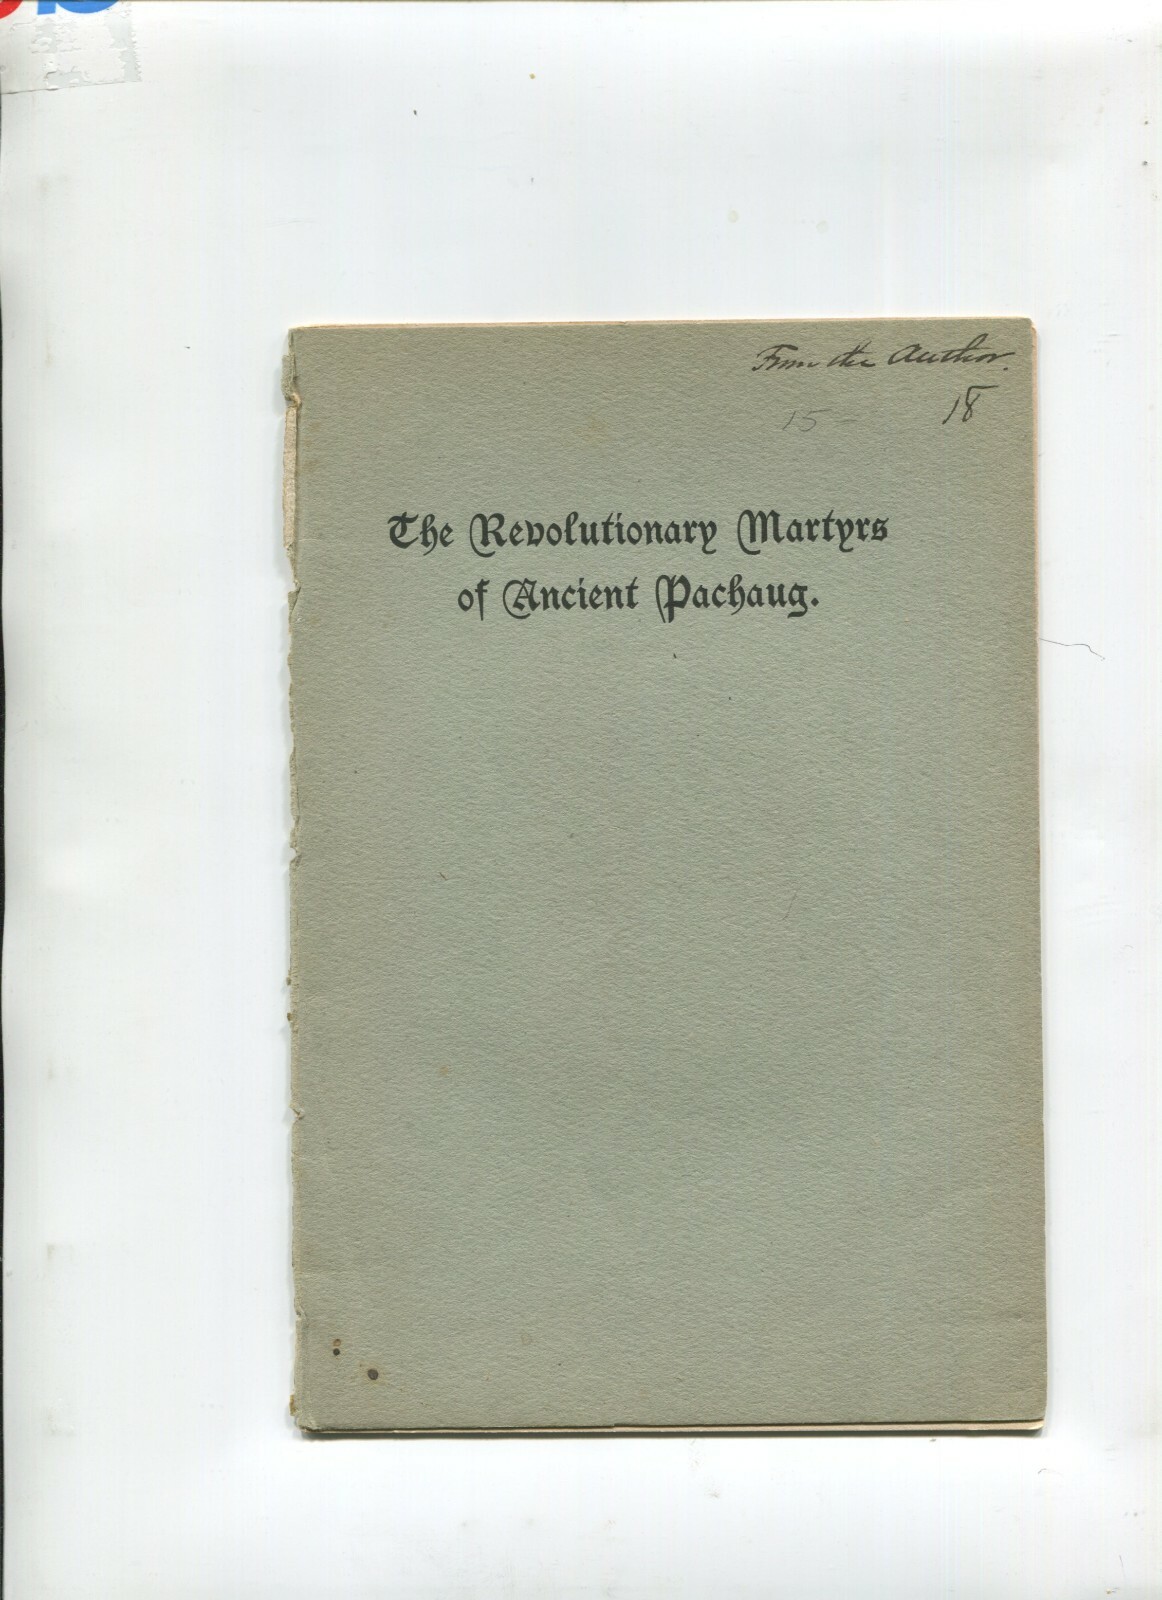 From the Author.
15- 18
The Revolutionary Martyrs
of Ancient Pachaug.